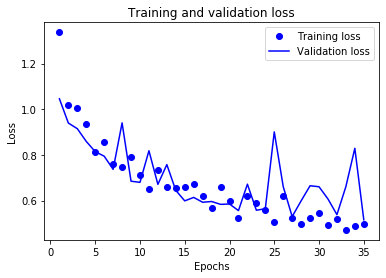 Training and validation loss
Training loss
Validation loss
Loss
1.2
1.0
0.8
0.6
0 5 10 15 20 25 30 35
Epochs